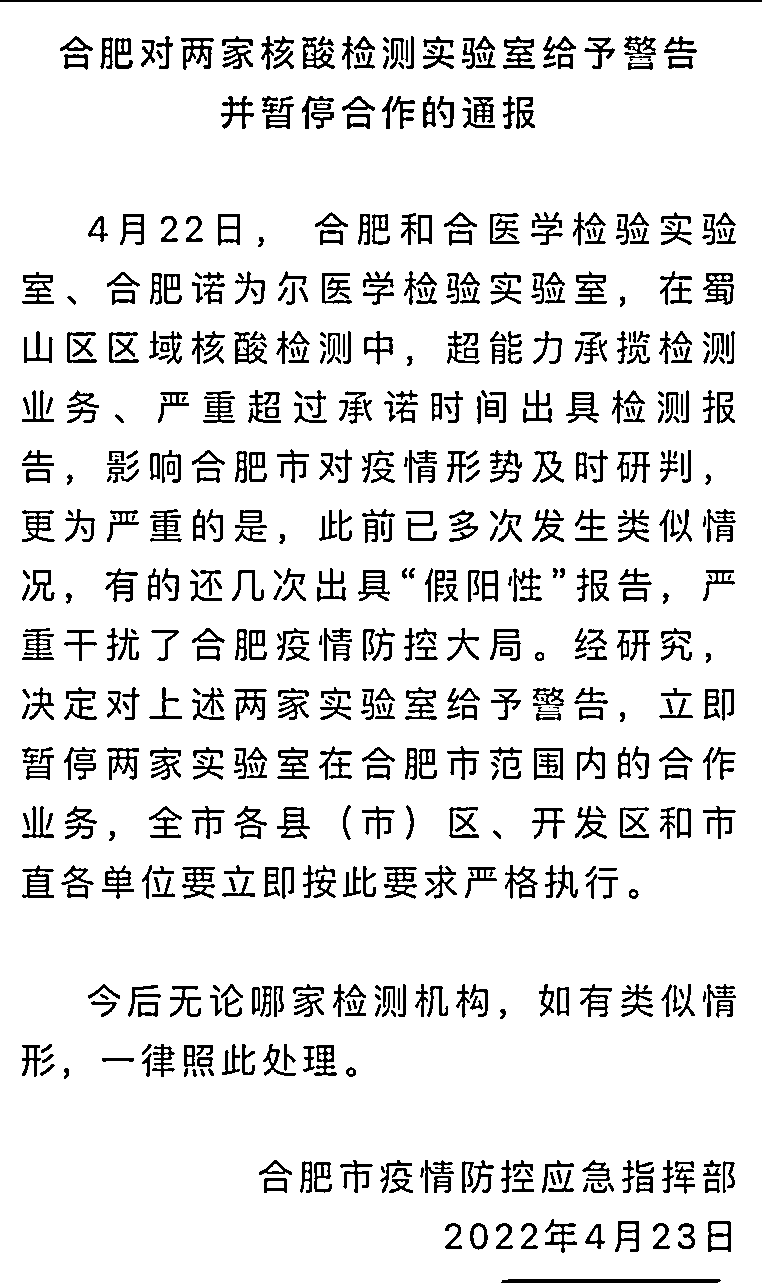 合肥对两家核酸检测实验室给予警告
并暂停合作的通报
4月22日，合肥和合医学检验实验
室、合肥诺为尔医学检验实验室，在蜀
山区区域核酸检测中，超能力承揽检测
业务、严重超过承诺时间出具检测报
告，影响合肥市对疫情形势及时研判，
更为严重的是，此前已多次发生类似情
况，有的还几次出具“假阳性”报告，严
重干扰了合肥疫情防控大局。经研究，
决定对上述两家实验室给予警告，立即
暂停两家实验室在合肥市范围内的合作
业务，全市各县（市）区、开发区和市
直各单位要立即按此要求严格执行。
今后无论哪家检测机构，如有类似情
形，一律照此处理。
合肥市疫情防控应急指挥部
2022年4月23日